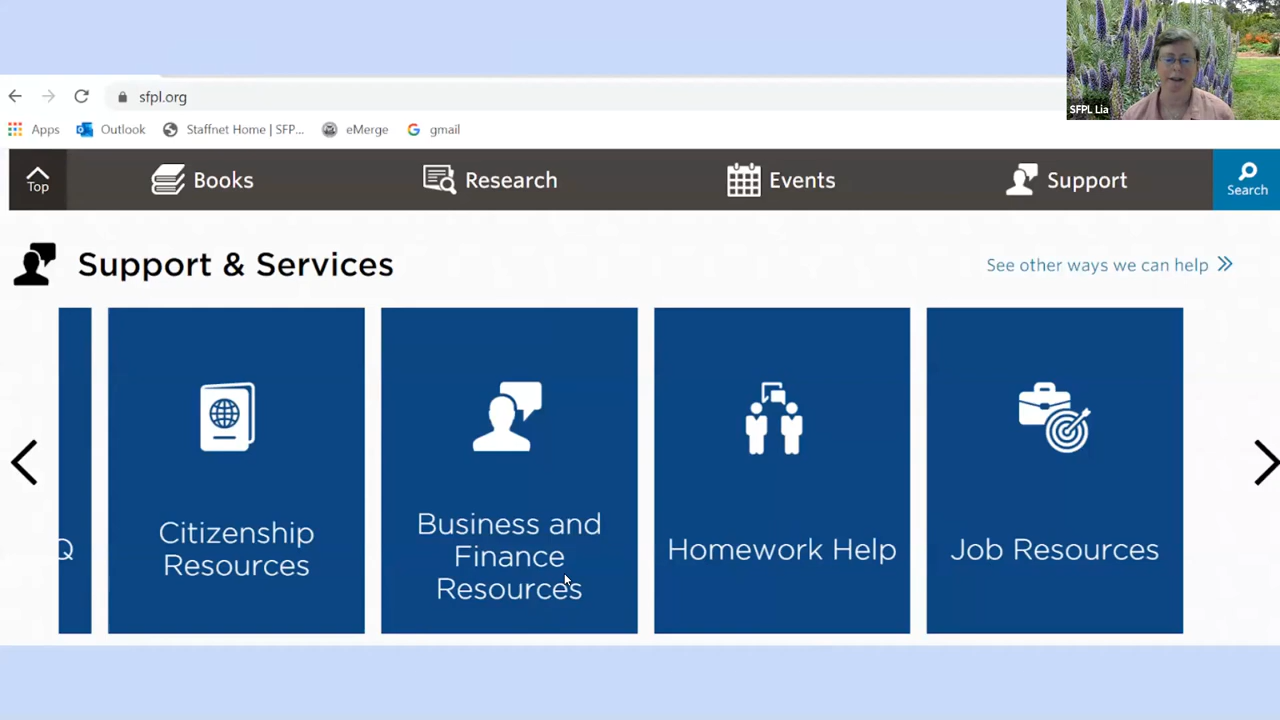 SFPL Lia
sfpl.org
Apps Outlook Staffnet Home | SFP... eMerge gmail
Top Books Research Events Support Search
Support & Services See other ways we can help
Q
Citizenship
Resources
Business and
Finance
Resources
Homework Help
Job Resources